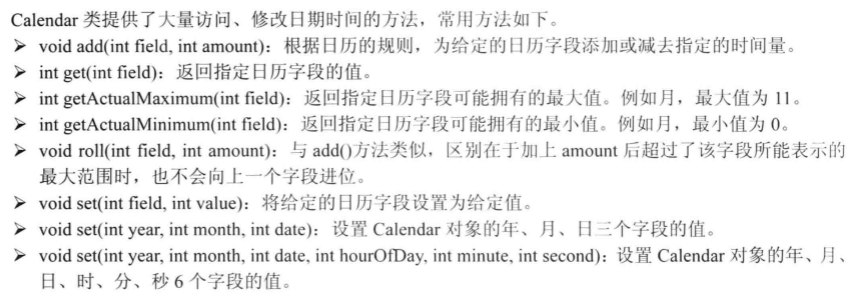 Calendar 类提供了大量访问、修改日期时间的方法，常用方法如下。
➢ void add(int field, int amount)：根据日历的规则，为给定的日历字段添加或减去指定的时间量。
➢ int get(int field)：返回指定日历字段的值。
➢ int getActualMaximum(int field)：返回指定日历字段可能拥有的最大值。例如月，最大值为 11。
➢ int getActualMinimum(int field)：返回指定日历字段可能拥有的最小值。例如月，最小值为 0。
➢ void roll(int field, int amount)：与 add()方法类似，区别在于加上 amount 后超过了该字段所能表示的
最大范围时，也不会向上一个字段进位。
➢ void set(int field, int value)：将给定的日历字段设置为给定值。
➢ void set(int year, int month, int date)：设置 Calendar 对象的年、月、日三个字段的值。
➢ void set(int year, int month, int date, int hourOfDay, int minute, int second)：设置 Calendar 对象的年、月、
日、时、分、秒 6 个字段的值。